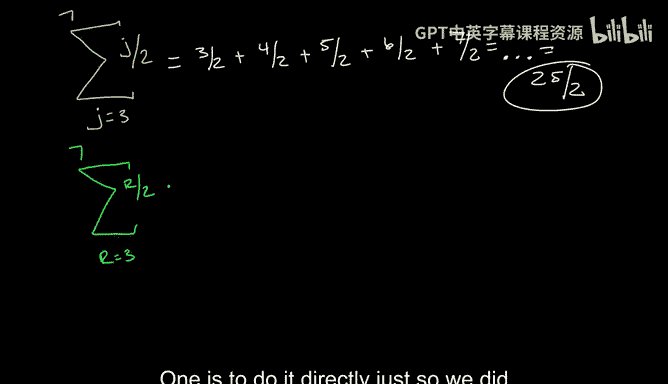 GPT中英字幕课程资源 bilibili
7
∑ j/2 = 3/2 + 4/2 + 5/2 + 6/2 + 7/2 = ... = 25/2
j=3
7
∑ R/2
R=3
One is to do it directly just so we did